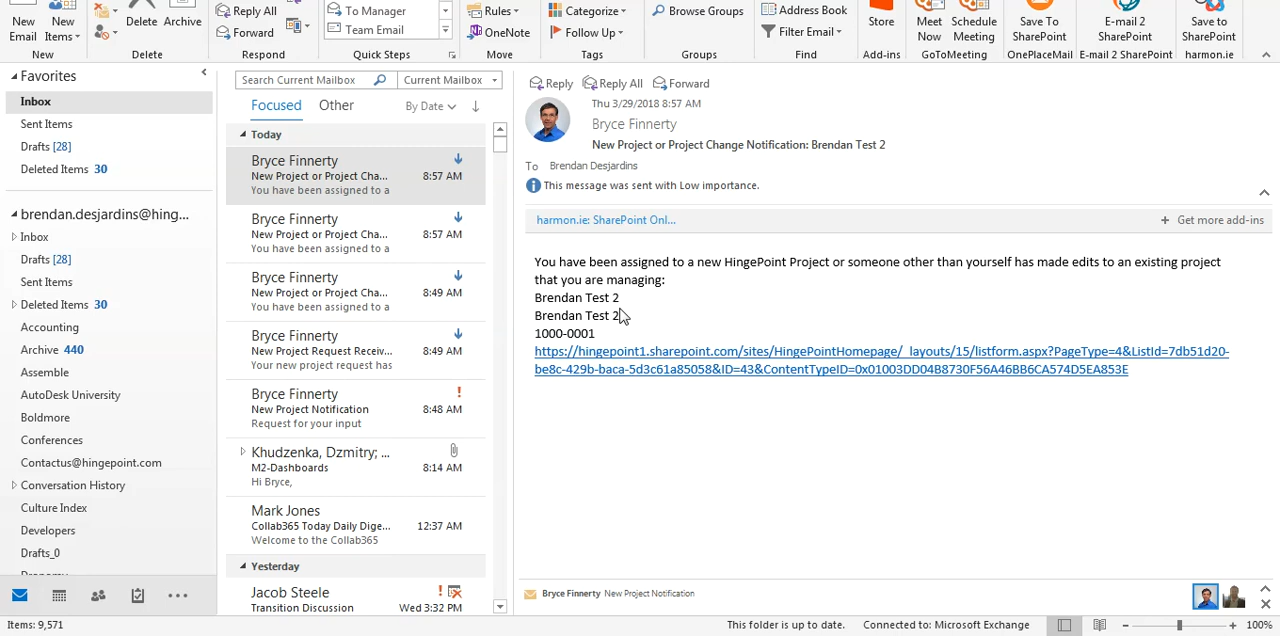 New Email
New Items
New
Delete
Archive
Delete
Reply All
Forward
Respond
To Manager
Team Email
Quick Steps
Rules
OneNote
Move
Categorize
Follow Up
Tags
Browse Groups
Groups
Address Book
Filter Email
Find
Store
Add-ins
Meet Now
Schedule Meeting
GoToMeeting
Save To SharePoint
OnePlaceMail
E-mail 2 SharePoint
E-mail 2 SharePoint
Save to SharePoint
harmon.ie
Favorites
Inbox
Sent Items
Drafts [28]
Deleted Items 30
brendan.desjardins@hing...
Inbox
Drafts [28]
Sent Items
Deleted Items 30
Accounting
Archive 440
Assemble
AutoDesk University
Boldmore
Conferences
Contactus@hingepoint.com
Conversation History
Culture Index
Developers
Drafts_0
Search Current Mailbox
Current Mailbox
Focused
Other
By Date
Today
Bryce Finnerty
New Project or Project Cha... 8:57 AM
You have been assigned to a
Bryce Finnerty
New Project or Project Cha... 8:57 AM
You have been assigned to a
Bryce Finnerty
New Project or Project Cha... 8:49 AM
You have been assigned to a
Bryce Finnerty
New Project Request Receiv... 8:49 AM
Your new project request has
Bryce Finnerty
New Project Notification 8:48 AM
Request for your input
Khudzenka, Dzmitry; ...
M2-Dashboards 8:14 AM
Hi Bryce,
Mark Jones
Collab365 Today Daily Dige... 12:37 AM
Welcome to the Collab365
Yesterday
Jacob Steele
Transition Discussion Wed 3:32 PM
Reply
Reply All
Forward
Thu 3/29/2018 8:57 AM
Bryce Finnerty
New Project or Project Change Notification: Brendan Test 2
To Brendan Desjardins
This message was sent with Low importance.
harmon.ie: SharePoint Onl...
+ Get more add-ins
You have been assigned to a new HingePoint Project or someone other than yourself has made edits to an existing project
that you are managing:
Brendan Test 2
Brendan Test 2
1000-0001
https://hingepoint1.sharepoint.com/sites/HingePointHomepage/_layouts/15/listform.aspx?PageType=4&ListId=7db51d20-
be8c-429b-baca-5d3c61a85058&ID=43&ContentTypeID=0x01003DD04B8730F56A46BB6CA574D5EA853E
Bryce Finnerty New Project Notification
Items: 9,571
This folder is up to date.
Connected to: Microsoft Exchange
100%